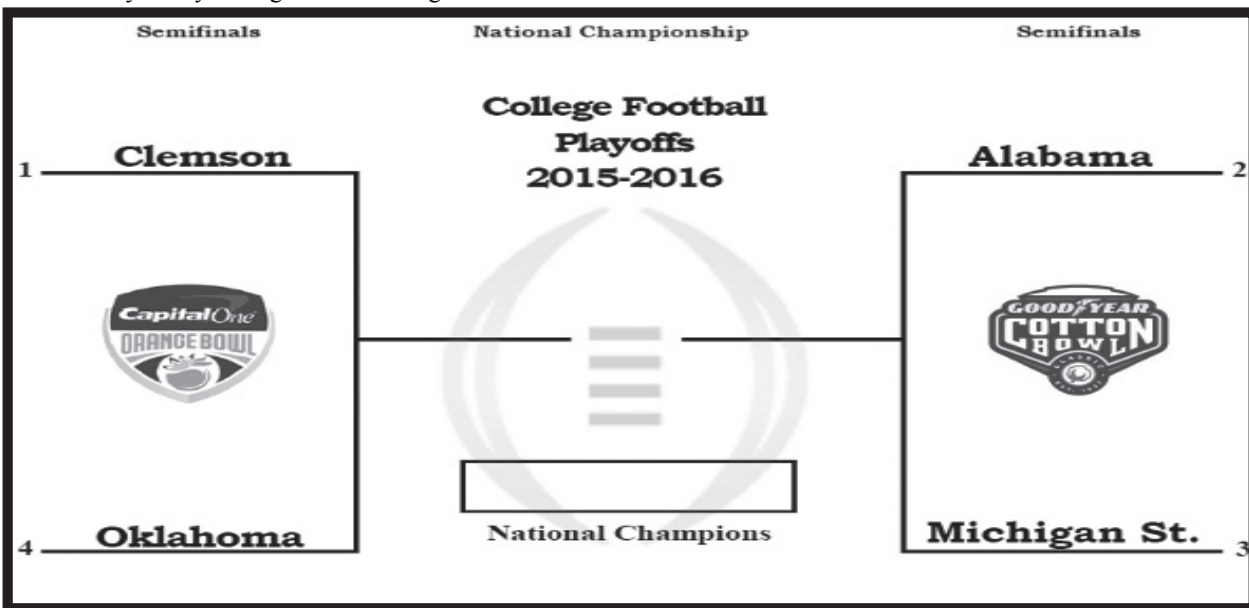 Semifinals
National Championship
Semifinals
College Football
Playoffs
2015-2016
1
Clemson
Alabama
2
Capital One
ORANGE BOWL
GOODYEAR
COTTON
BOWL
CLASSIC
4
Oklahoma
National Champions
Michigan St.
3